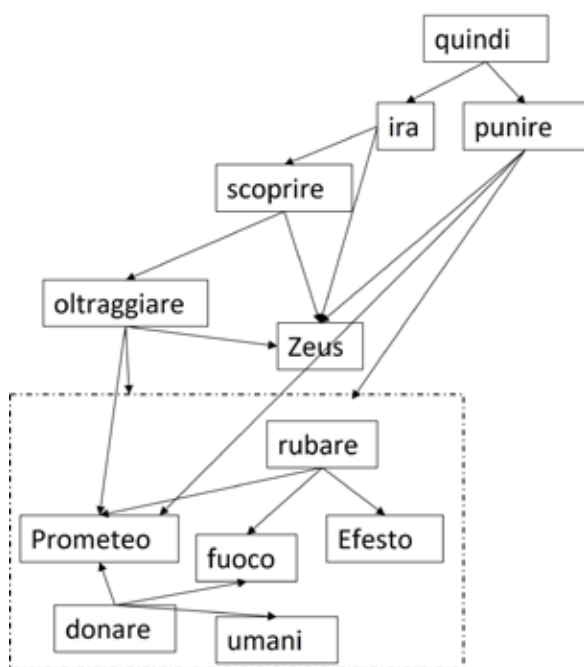 quindi
ira
punire
scoprire
oltraggiare
Zeus
rubare
Prometeo
fuoco
Efesto
donare
umani